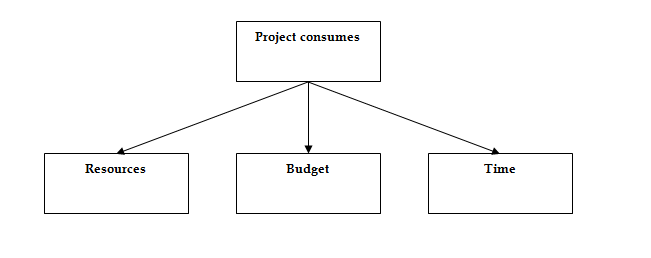 Project consumes
Resources
Budget
Time